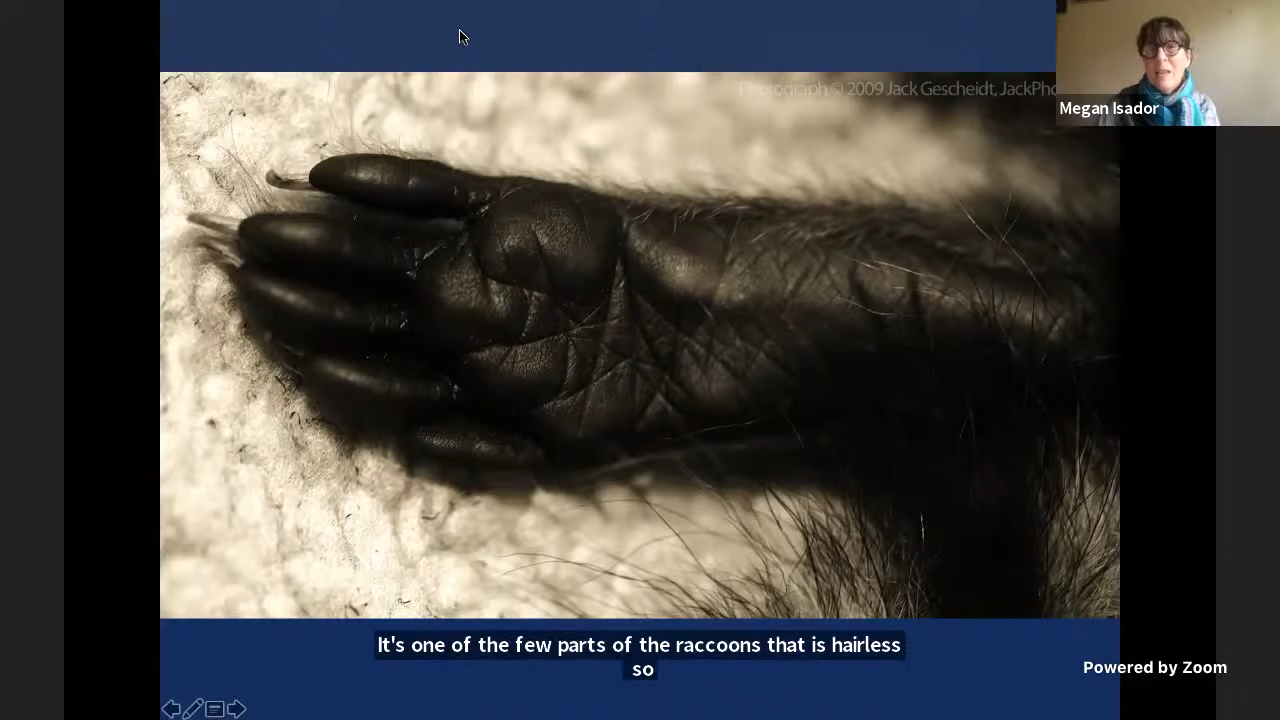 Photograph © 2009 Jack Gescheidt, JackPho
Megan Isador
It's one of the few parts of the raccoons that is hairless
so
Powered by Zoom